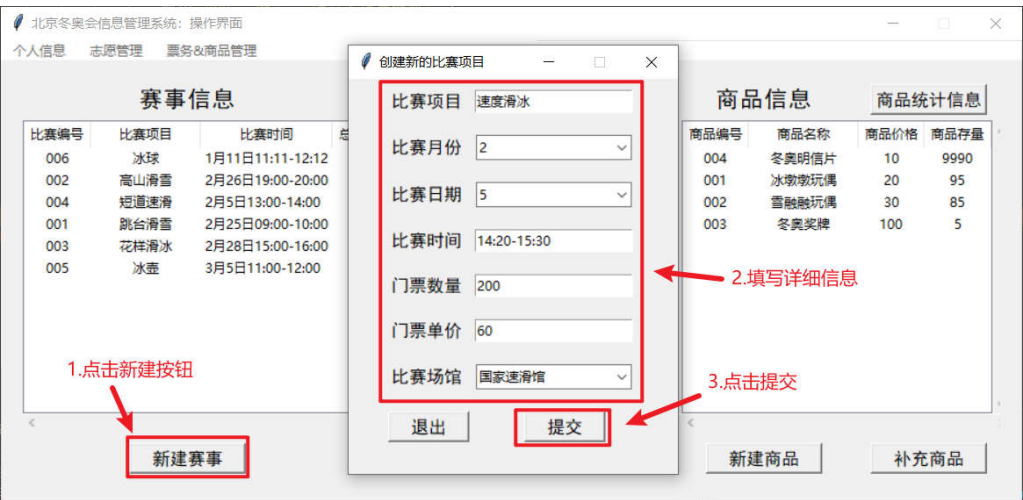 北京冬奥会信息管理系统：操作界面
个人信息 志愿管理 票务&商品管理
赛事信息
比赛编号 比赛项目 比赛时间 总
006 冰球 1月11日11:11-12:12
002 高山滑雪 2月26日19:00-20:00
004 短道速滑 2月5日13:00-14:00
001 跳台滑雪 2月25日09:00-10:00
003 花样滑冰 2月28日15:00-16:00
005 冰壶 3月5日11:00-12:00
1.点击新建按钮
新建赛事
创建新的比赛项目
比赛项目 速度滑冰
比赛月份 2
比赛日期 5
比赛时间 14:20-15:30
门票数量 200
门票单价 60
比赛场馆 国家速滑馆
退出 提交
2.填写详细信息
3.点击提交
商品信息 商品统计信息
商品编号 商品名称 商品价格 商品存量
004 冬奥明信片 10 9990
001 冰墩墩玩偶 20 95
002 雪融融玩偶 30 85
003 冬奥奖牌 100 5
新建商品 补充商品